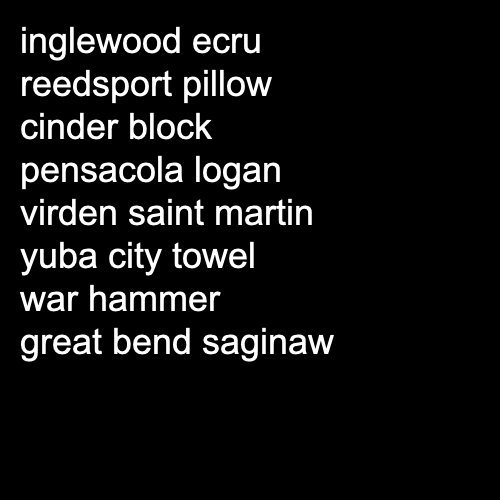 inglewood ecru
reedsport pillow
cinder block
pensacola logan
virden saint martin
yuba city towel
war hammer
great bend saginaw